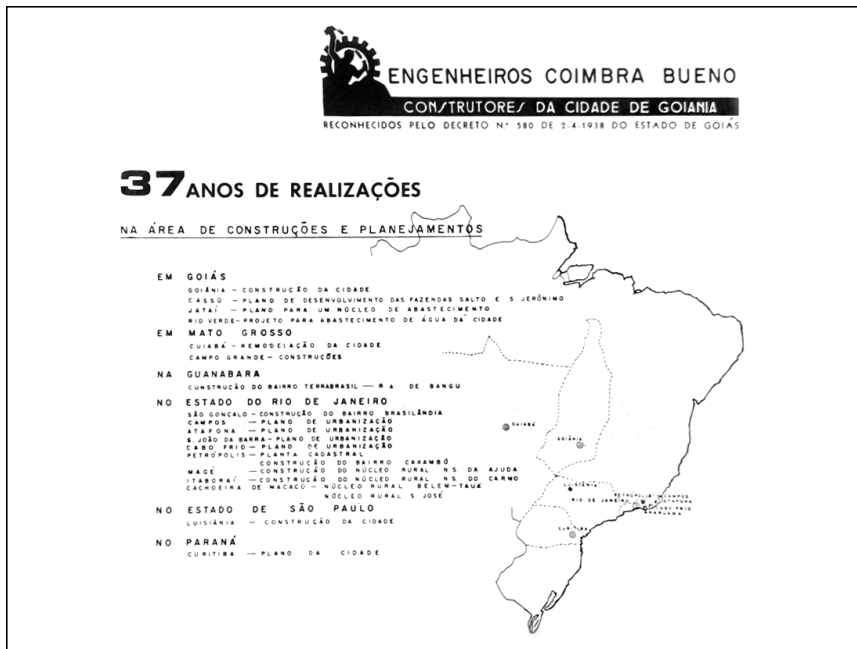 ENGENHEIROS COIMBRA BUENO
CONSTRUTORES DA CIDADE DE GOIANIA
RECONHECIDOS PELO DECRETO N.º 580 DE 2-4-1938 DO ESTADO DE GOIÁS
37 ANOS DE REALIZAÇÕES
NA ÁREA DE CONSTRUÇÕES E PLANEJAMENTOS
EM GOIÁS
GOIÂNIA - CONSTRUÇÃO DA CIDADE
CASSÚ - PLANO DE DESENVOLVIMENTO DAS FAZENDAS SALTO E S. JERÔNIMO
JATAÍ - PLANO PARA UM NÚCLEO DE ABASTECIMENTO
RIO VERDE - PROJETO PARA ABASTECIMENTO DE ÁGUA DA CIDADE
EM MATO GROSSO
CUIABÁ - REMODELAÇÃO DA CIDADE
CAMPO GRANDE - CONSTRUÇÕES
NA GUANABARA
CUNSTRUÇÃO DO BAIRRO TERRABRASIL — R A DE BANGU
NO ESTADO DO RIO DE JANEIRO
SÃO GONÇALO - CONSTRUÇÃO DO BAIRRO BRASILÂNDIA
CAMPOS - PLANO DE URBANIZAÇÃO
ATAFONA - PLANO DE URBANIZAÇÃO
S. JOÃO DA BARRA - PLANO DE URBANIZAÇÃO
CABO FRIO - PLANO DE URBANIZAÇÃO
PETRÓPOLIS - PLANTA CADASTRAL
CONSTRUÇÃO DO BAIRRO CAXAMBÚ
MAGÉ - CONSTRUÇÃO DO NÚCLEO RURAL N.S. DA AJUDA
ITABORAÍ - CONSTRUÇÃO DO NÚCLEO RURAL N.S. DO CARMO
CACHOEIRA DE MACACÚ - NÚCLEO RURAL BELEM - TAUÁ
NÚCLEO RURAL S JOSÉ
NO ESTADO DE SÃO PAULO
LUISIÂNIA - CONSTRUÇÃO DA CIDADE
NO PARANÁ
CURITIBA - PLANO DA CIDADE
CUIABÁ
GOIÂNIA
LUISIÂNIA
RIO DE JANEIRO
PETRÓPOLIS
CAMPOS
ATAFONA
CABO FRIO
ARARUAMA
CURITIBA